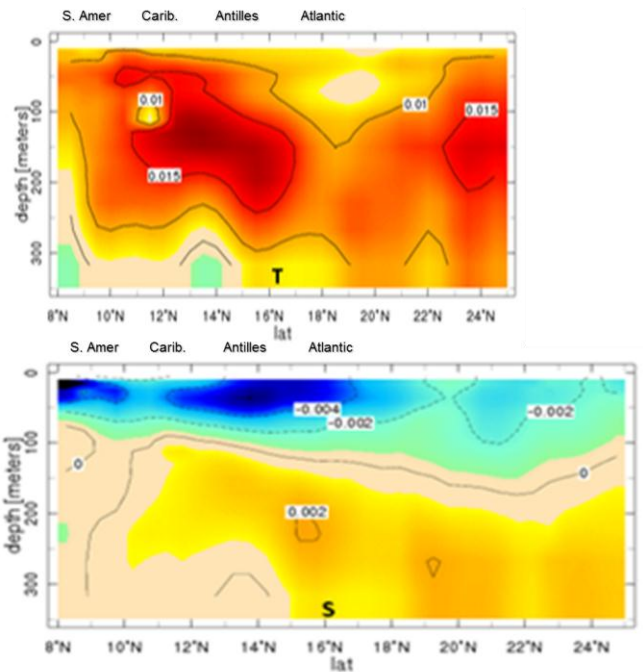 S. Amer Carib. Antilles Atlantic
0
100
200
300
depth [meters]
0.01
0.01
0.015
0.015
T
8°N 10°N 12°N 14°N 16°N 18°N 20°N 22°N 24°N
lat
S. Amer Carib. Antilles Atlantic
0
100
200
300
depth [meters]
-0.004
-0.002
-0.002
0
0
0.002
S
8°N 10°N 12°N 14°N 16°N 18°N 20°N 22°N 24°N
lat